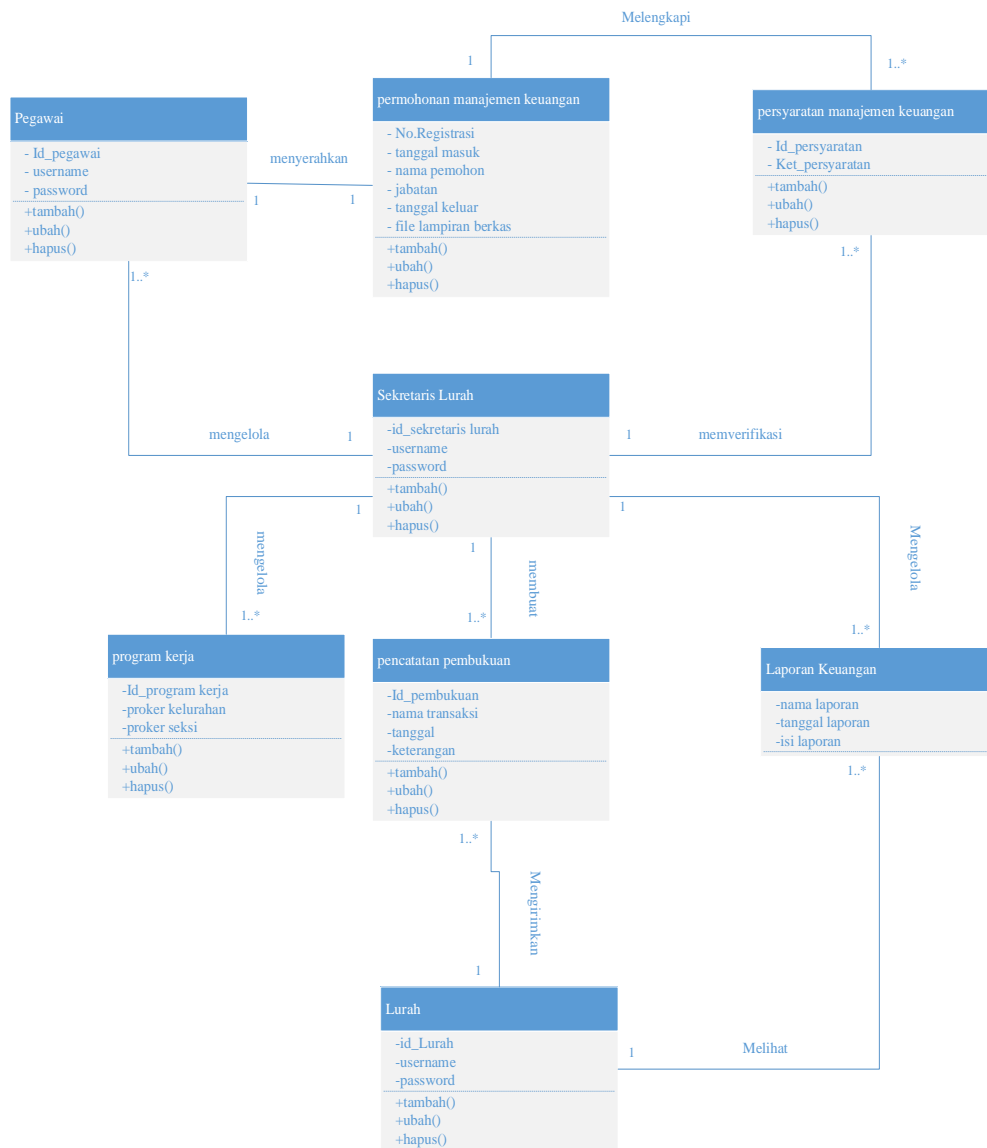 Melengkapi
1
1..*
Pegawai
- Id_pegawai
- username
- password
+tambah()
+ubah()
+hapus()
menyerahkan
1
1
permohonan manajemen keuangan
- No.Registrasi
- tanggal masuk
- nama pemohon
- jabatan
- tanggal keluar
- file lampiran berkas
+tambah()
+ubah()
+hapus()
persyaratan manajemen keuangan
- Id_persyaratan
- Ket_persyaratan
+tambah()
+ubah()
+hapus()
1..*
1..*
mengelola
1
Sekretaris Lurah
-id_sekretaris lurah
-username
-password
+tambah()
+ubah()
+hapus()
1
memverifikasi
1
1
1
mengelola
membuat
Mengelola
1..*
1..*
1..*
program kerja
-Id_program kerja
-proker kelurahan
-proker seksi
+tambah()
+ubah()
+hapus()
pencatatan pembukuan
-Id_pembukuan
-nama transaksi
-tanggal
-keterangan
+tambah()
+ubah()
+hapus()
Laporan Keuangan
-nama laporan
-tanggal laporan
-isi laporan
1..*
1..*
Mengirimkan
1
Lurah
-id_Lurah
-username
-password
+tambah()
+ubah()
+hapus()
1
Melihat